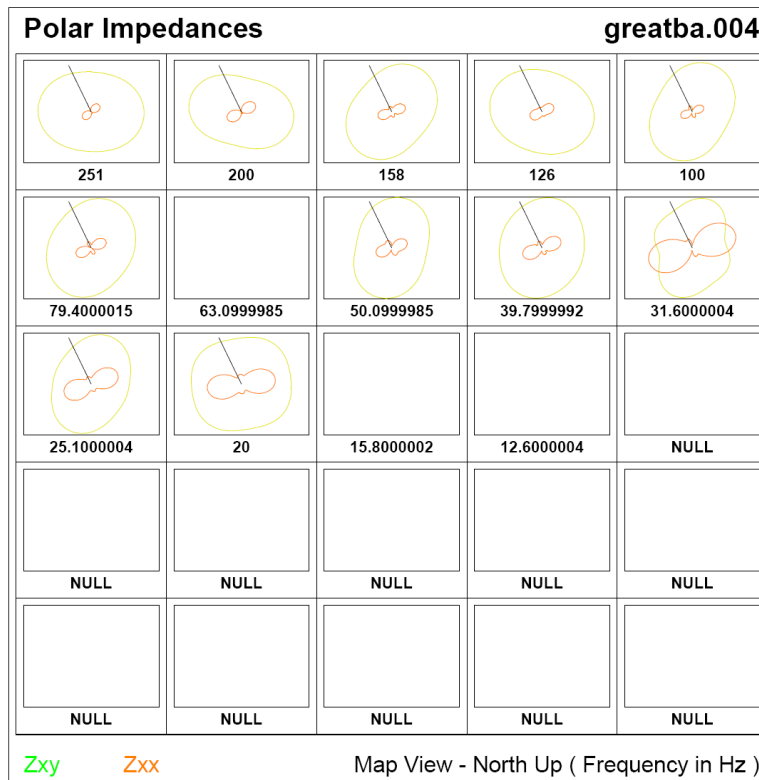 Polar Impedances greatba.004
251 200 158 126 100
79.4000015 63.0999985 50.0999985 39.7999992 31.6000004
25.1000004 20 15.8000002 12.6000004 NULL
NULL NULL NULL NULL NULL
NULL NULL NULL NULL NULL
Zxy Zxx Map View - North Up ( Frequency in Hz )